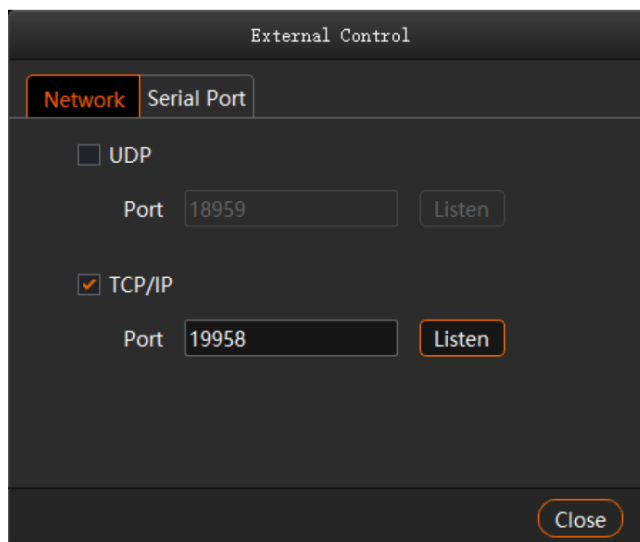 External Control
Network Serial Port
UDP
Port 18959 Listen
TCP/IP
Port 19958 Listen
Close